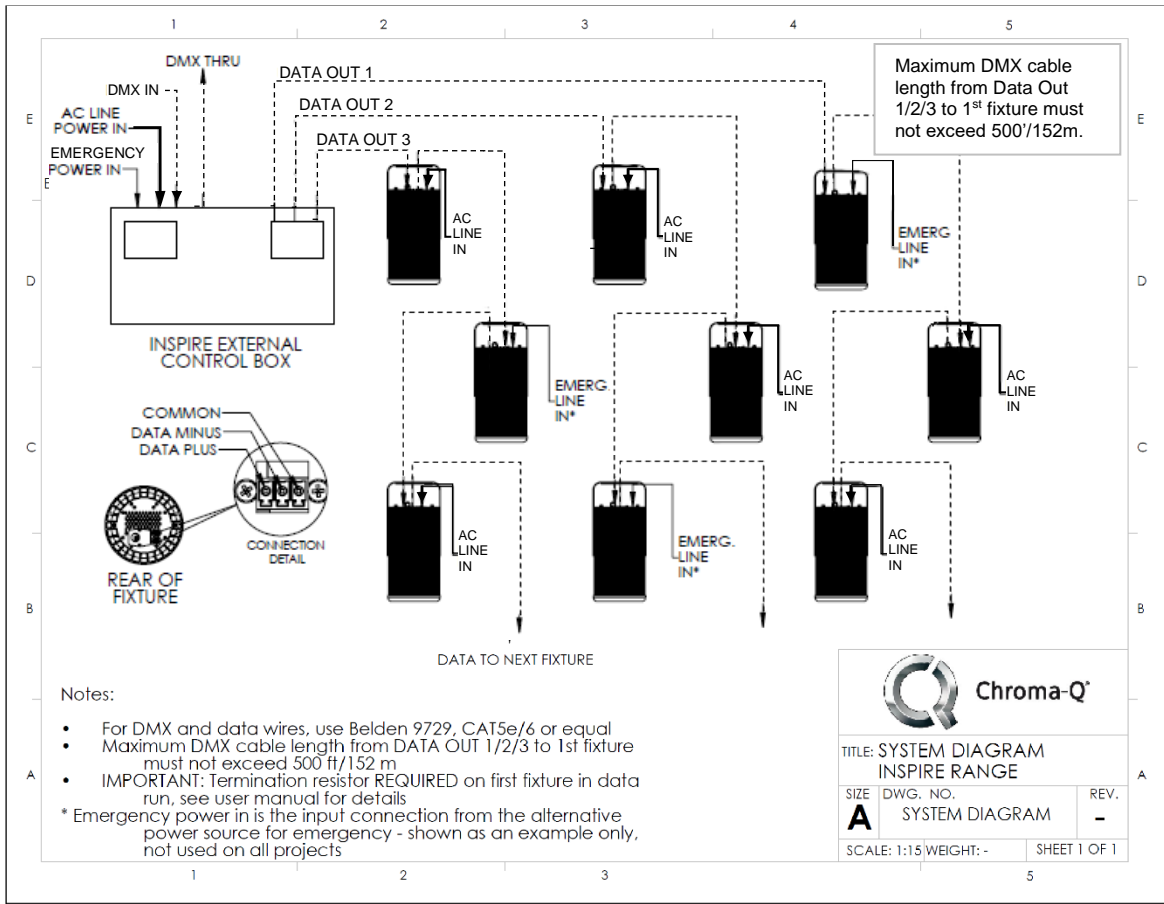 1
2
3
4
5
DMX THRU
DATA OUT 1
DMX IN
DATA OUT 2
AC LINE
POWER IN
DATA OUT 3
EMERGENCY
POWER IN
Maximum DMX cable
length from Data Out
1/2/3 to 1st fixture must
not exceed 500'/152m.
E
E
E
AC
LINE
IN
AC
LINE
IN
EMERG
LINE
IN*
D
D
INSPIRE EXTERNAL
CONTROL BOX
EMERG.
LINE
IN*
AC
LINE
IN
AC
LINE
IN
COMMON
DATA MINUS
DATA PLUS
C
C
CONNECTION
DETAIL
REAR OF
FIXTURE
AC
LINE
IN
EMERG.
LINE
IN*
AC
LINE
IN
B
B
DATA TO NEXT FIXTURE
Notes:
• For DMX and data wires, use Belden 9729, CAT5e/6 or equal
• Maximum DMX cable length from DATA OUT 1/2/3 to 1st fixture
must not exceed 500 ft/152 m
• IMPORTANT: Termination resistor REQUIRED on first fixture in data
run, see user manual for details
* Emergency power in is the input connection from the alternative
power source for emergency - shown as an example only,
not used on all projects
A
A
Chroma-Q®
TITLE: SYSTEM DIAGRAM
INSPIRE RANGE
SIZE DWG. NO. REV.
A SYSTEM DIAGRAM -
SCALE: 1:15 WEIGHT: - SHEET 1 OF 1
1
2
3
5